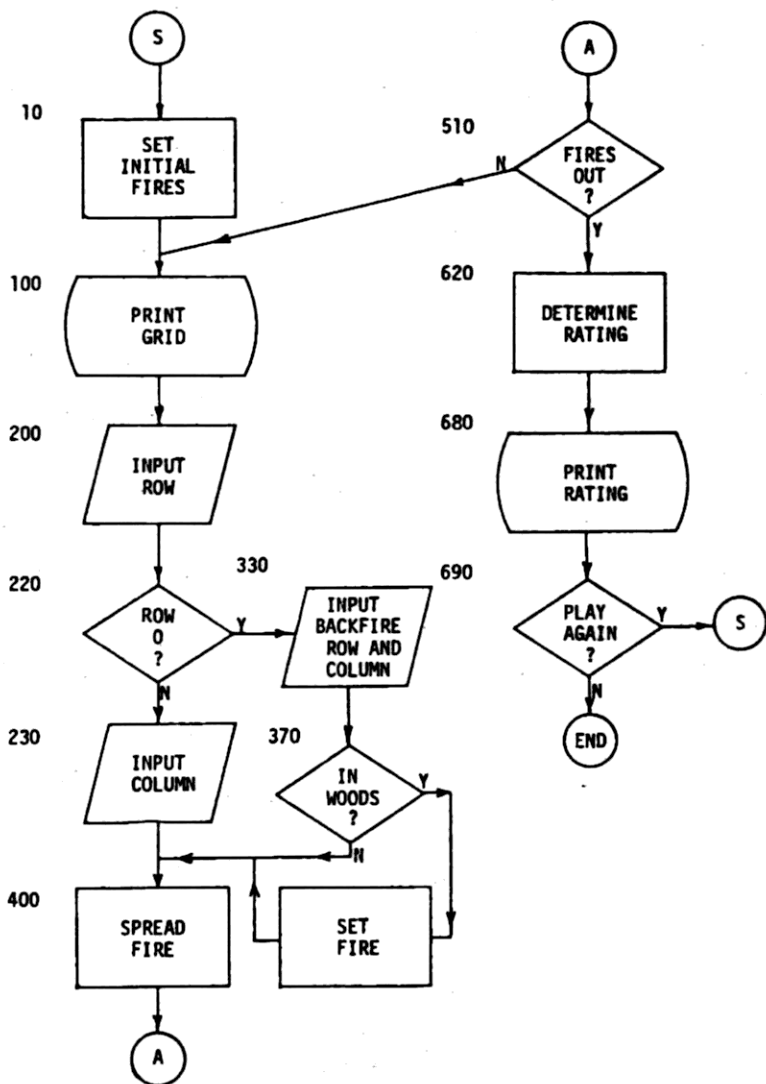 S
10
SET
INITIAL
FIRES
100
PRINT
GRID
200
INPUT
ROW
220
ROW
0
?
Y
N
330
INPUT
BACKFIRE
ROW AND
COLUMN
230
INPUT
COLUMN
370
IN
WOODS
?
Y
N
400
SPREAD
FIRE
SET
FIRE
A
A
510
FIRES
OUT
?
N
Y
620
DETERMINE
RATING
680
PRINT
RATING
690
PLAY
AGAIN
?
Y
S
N
END